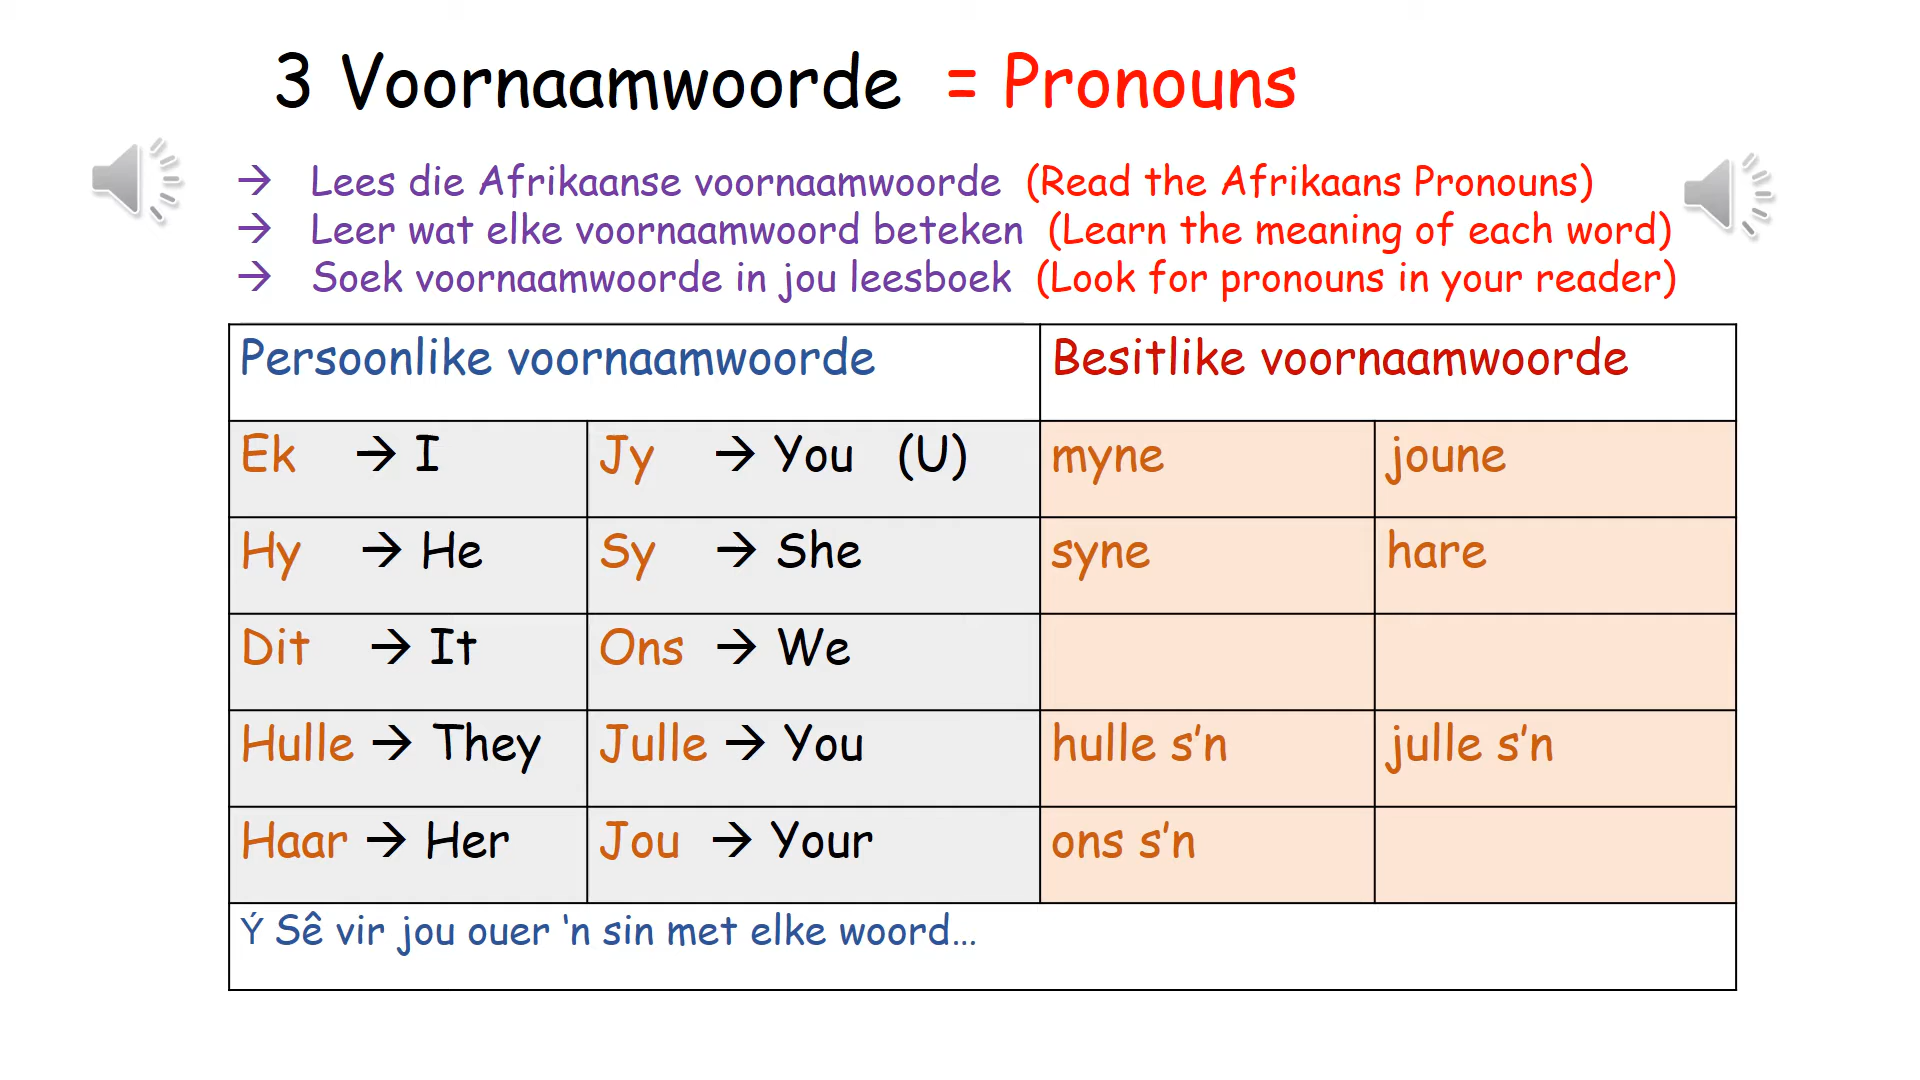 3 Voornaamwoorde = Pronouns
→ Lees die Afrikaanse voornaamwoorde (Read the Afrikaans Pronouns)
→ Leer wat elke voornaamwoord beteken (Learn the meaning of each word)
→ Soek voornaamwoorde in jou leesboek (Look for pronouns in your reader)
Persoonlike voornaamwoorde Besitlike voornaamwoorde
Ek → I Jy → You (U) myne joune
Hy → He Sy → She syne hare
Dit → It Ons → We
Hulle → They Julle → You hulle s’n julle s’n
Haar → Her Jou → Your ons s’n
Ý Sê vir jou ouer ‘n sin met elke woord…